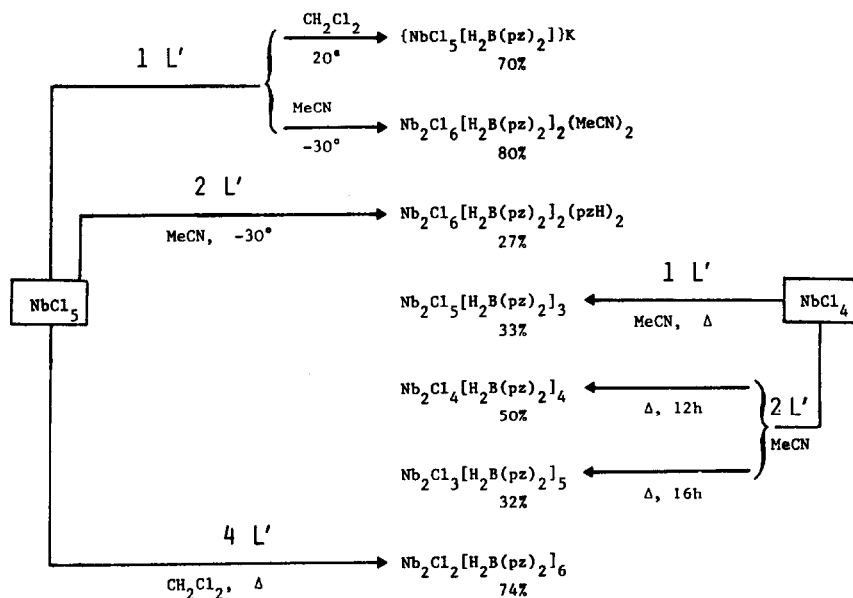 1 L′
CH₂Cl₂
20°
{NbCl₅[H₂B(pz)₂]}K
70%
MeCN
-30°
Nb₂Cl₆[H₂B(pz)₂]₂(MeCN)₂
80%
2 L′
MeCN, -30°
Nb₂Cl₆[H₂B(pz)₂]₂(pzH)₂
27%
NbCl₅
1 L′
NbCl₄
MeCN, Δ
Nb₂Cl₅[H₂B(pz)₂]₃
33%
Nb₂Cl₄[H₂B(pz)₂]₄
50%
Δ, 12h
2 L′
MeCN
Nb₂Cl₃[H₂B(pz)₂]₅
32%
Δ, 16h
4 L′
CH₂Cl₂, Δ
Nb₂Cl₂[H₂B(pz)₂]₆
74%